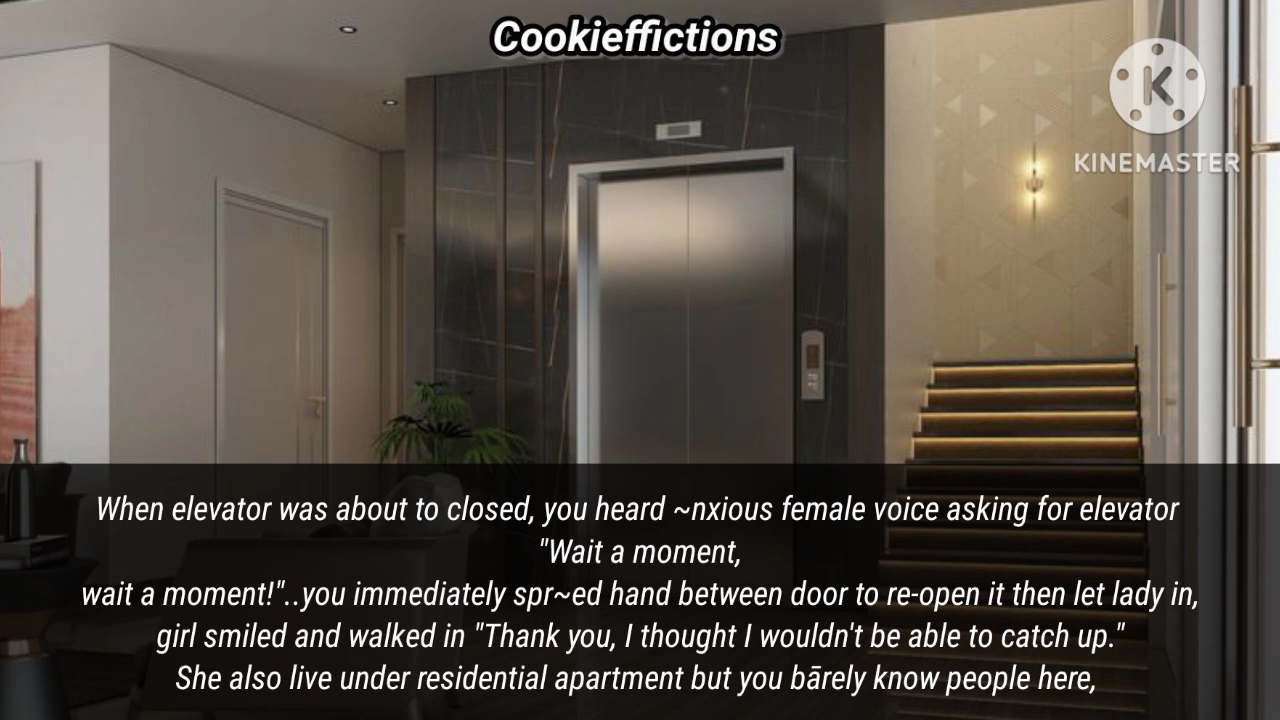 Cookieffictions
KINEMASTER
When elevator was about to closed, you heard ~nxious female voice asking for elevator
"Wait a moment,
wait a moment!"..you immediately spr~ed hand between door to re-open it then let lady in,
girl smiled and walked in "Thank you, I thought I wouldn't be able to catch up."
She also live under residential apartment but you bārely know people here,